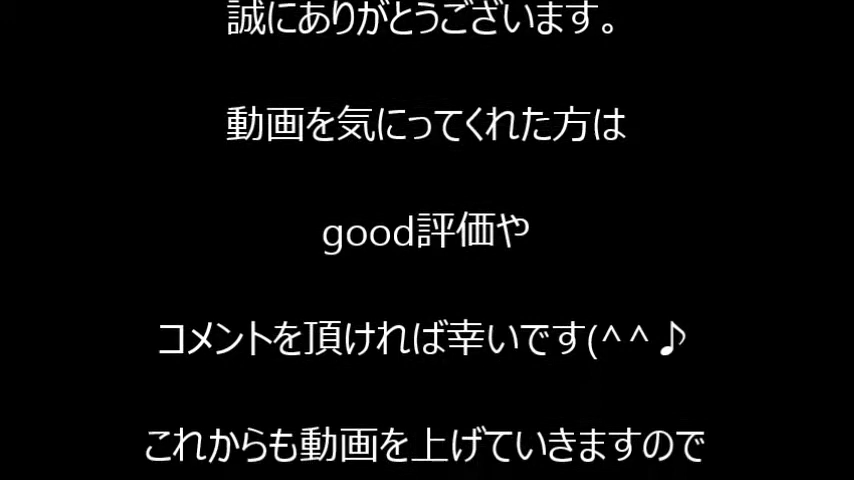 誠にありがとうございます。
動画を気にってくれた方は
good評価や
コメントを頂ければ幸いです(^^♪
これからも動画を上げていきますので